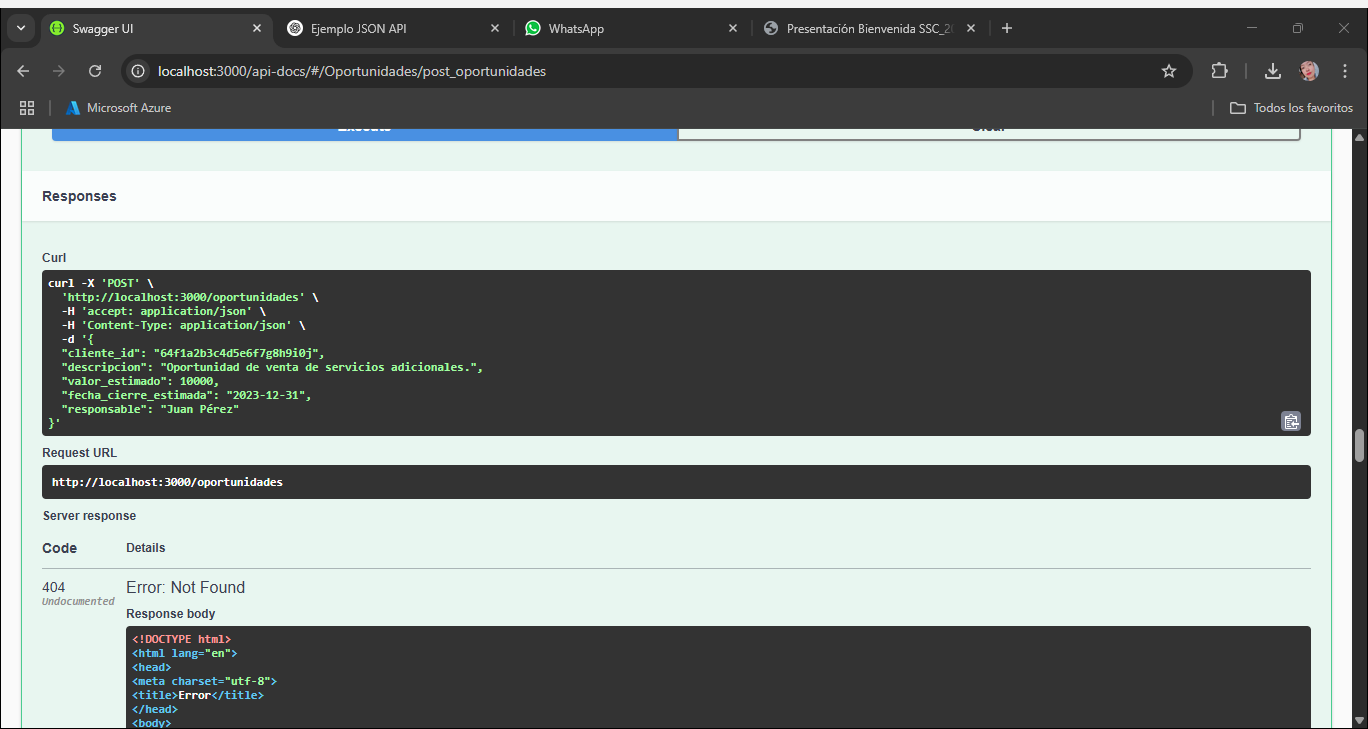 Swagger UI
Ejemplo JSON API
WhatsApp
Presentación Bienvenida SSC_20
localhost:3000/api-docs/#/Oportunidades/post_oportunidades
Microsoft Azure
Todos los favoritos
Execute
Clear
Responses
Curl
curl -X 'POST' \
'http://localhost:3000/oportunidades' \
-H 'accept: application/json' \
-H 'Content-Type: application/json' \
-d '{
"cliente_id": "64f1a2b3c4d5e6f7g8h9i0j",
"descripcion": "Oportunidad de venta de servicios adicionales.",
"valor_estimado": 10000,
"fecha_cierre_estimada": "2023-12-31",
"responsable": "Juan Pérez"
}'
Request URL
http://localhost:3000/oportunidades
Server response
Code
Details
404
Undocumented
Error: Not Found
Response body
<!DOCTYPE html>
<html lang="en">
<head>
<meta charset="utf-8">
<title>Error</title>
</head>
<body>